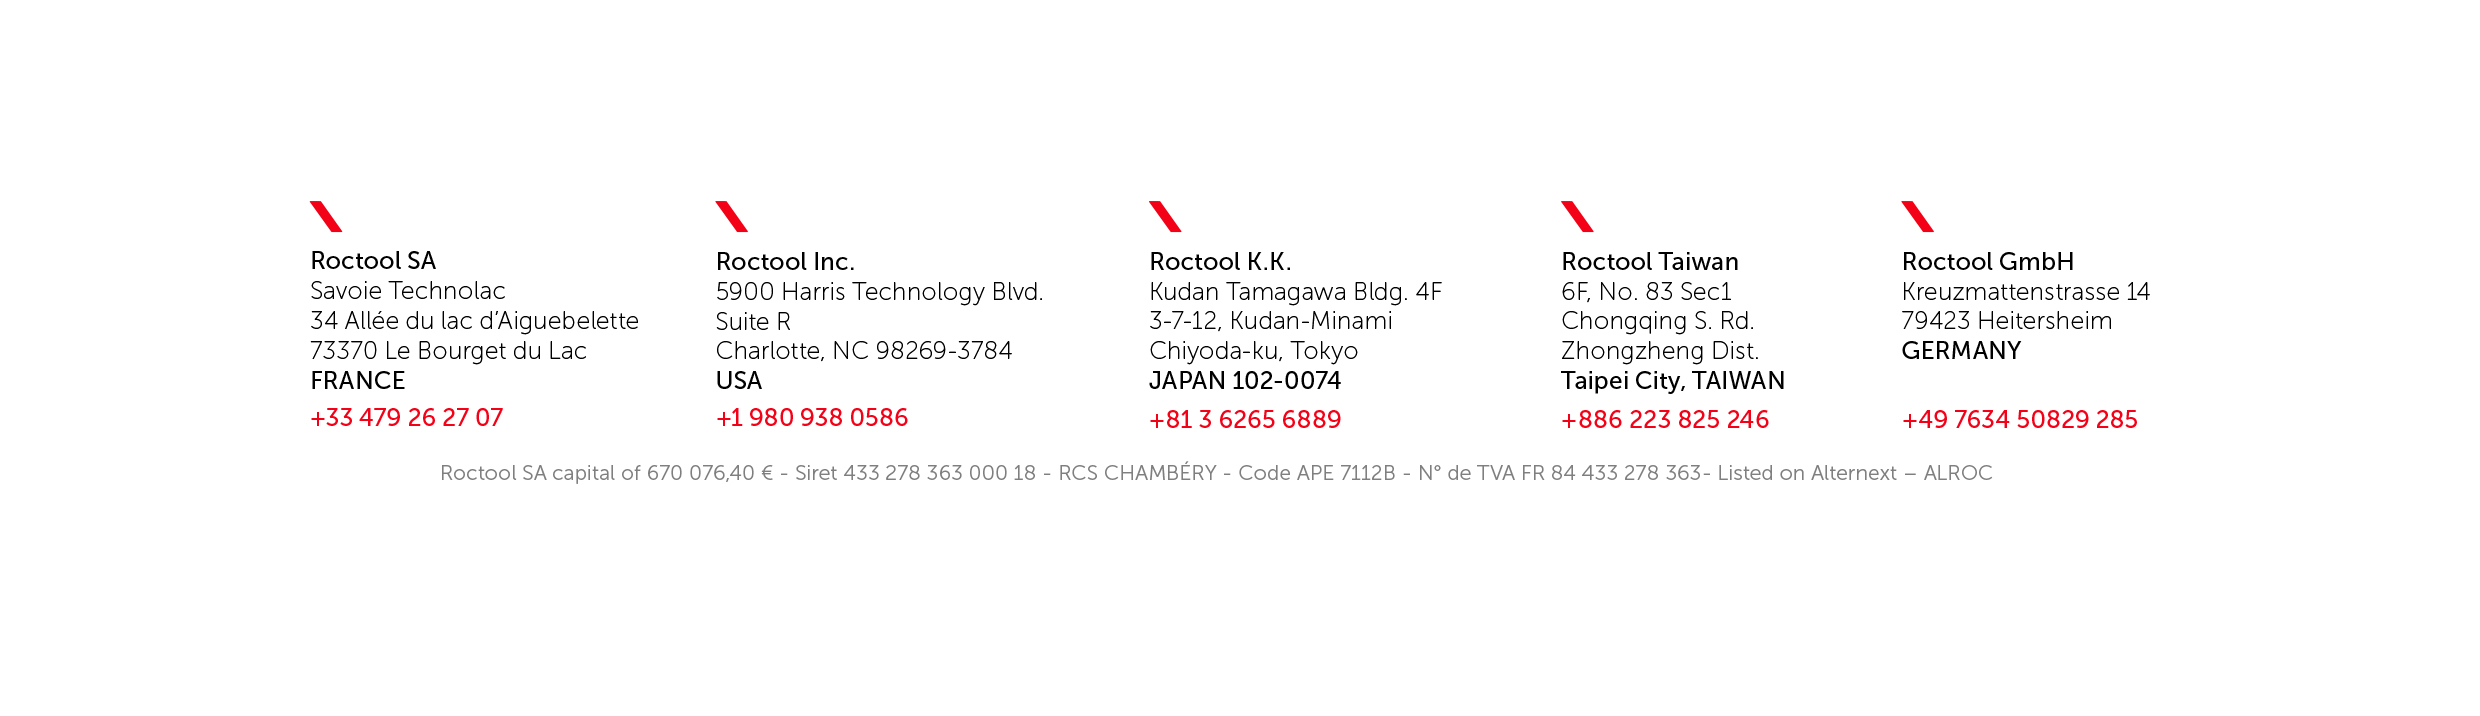 Roctool SA
Savoie Technolac
34 Allée du lac d’Aiguebelette
73370 Le Bourget du Lac
FRANCE
+33 479 26 27 07
Roctool Inc.
5900 Harris Technology Blvd.
Suite R
Charlotte, NC 98269-3784
USA
+1 980 938 0586
Roctool K.K.
Kudan Tamagawa Bldg. 4F
3-7-12, Kudan-Minami
Chiyoda-ku, Tokyo
JAPAN 102-0074
+81 3 6265 6889
Roctool Taiwan
6F, No. 83 Sec1
Chongqing S. Rd.
Zhongzheng Dist.
Taipei City, TAIWAN
+886 223 825 246
Roctool GmbH
Kreuzmattenstrasse 14
79423 Heitersheim
GERMANY
+49 7634 50829 285
Roctool SA capital of 670 076,40 € - Siret 433 278 363 000 18 - RCS CHAMBÉRY - Code APE 7112B - N° de TVA FR 84 433 278 363- Listed on Alternext – ALROC